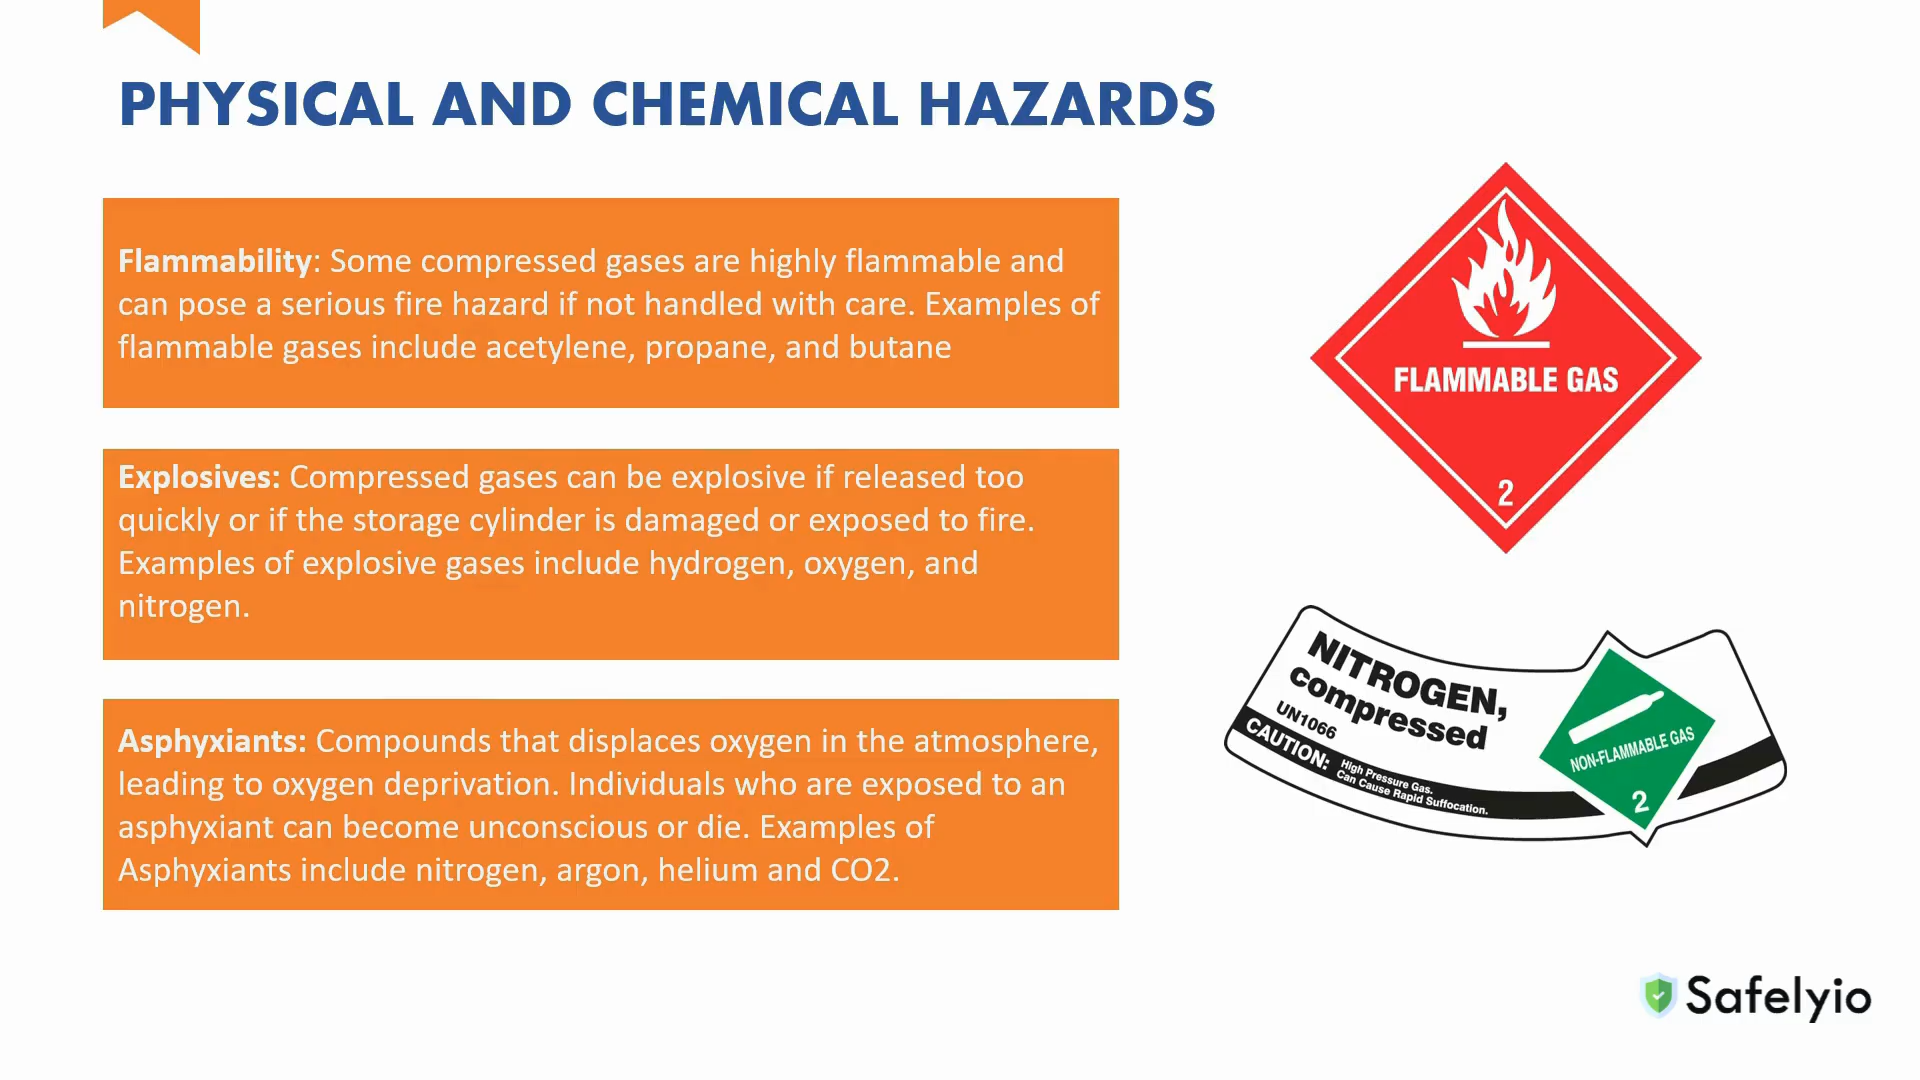 PHYSICAL AND CHEMICAL HAZARDS
Flammability: Some compressed gases are highly flammable and
can pose a serious fire hazard if not handled with care. Examples of
flammable gases include acetylene, propane, and butane
Explosives: Compressed gases can be explosive if released too
quickly or if the storage cylinder is damaged or exposed to fire.
Examples of explosive gases include hydrogen, oxygen, and
nitrogen.
Asphyxiants: Compounds that displaces oxygen in the atmosphere,
leading to oxygen deprivation. Individuals who are exposed to an
asphyxiant can become unconscious or die. Examples of
Asphyxiants include nitrogen, argon, helium and CO2.
FLAMMABLE GAS
2
NITROGEN,
compressed
UN1066
CAUTION:
High Pressure Gas.
Can Cause Rapid Suffocation.
NON-FLAMMABLE GAS
2
Safelyio